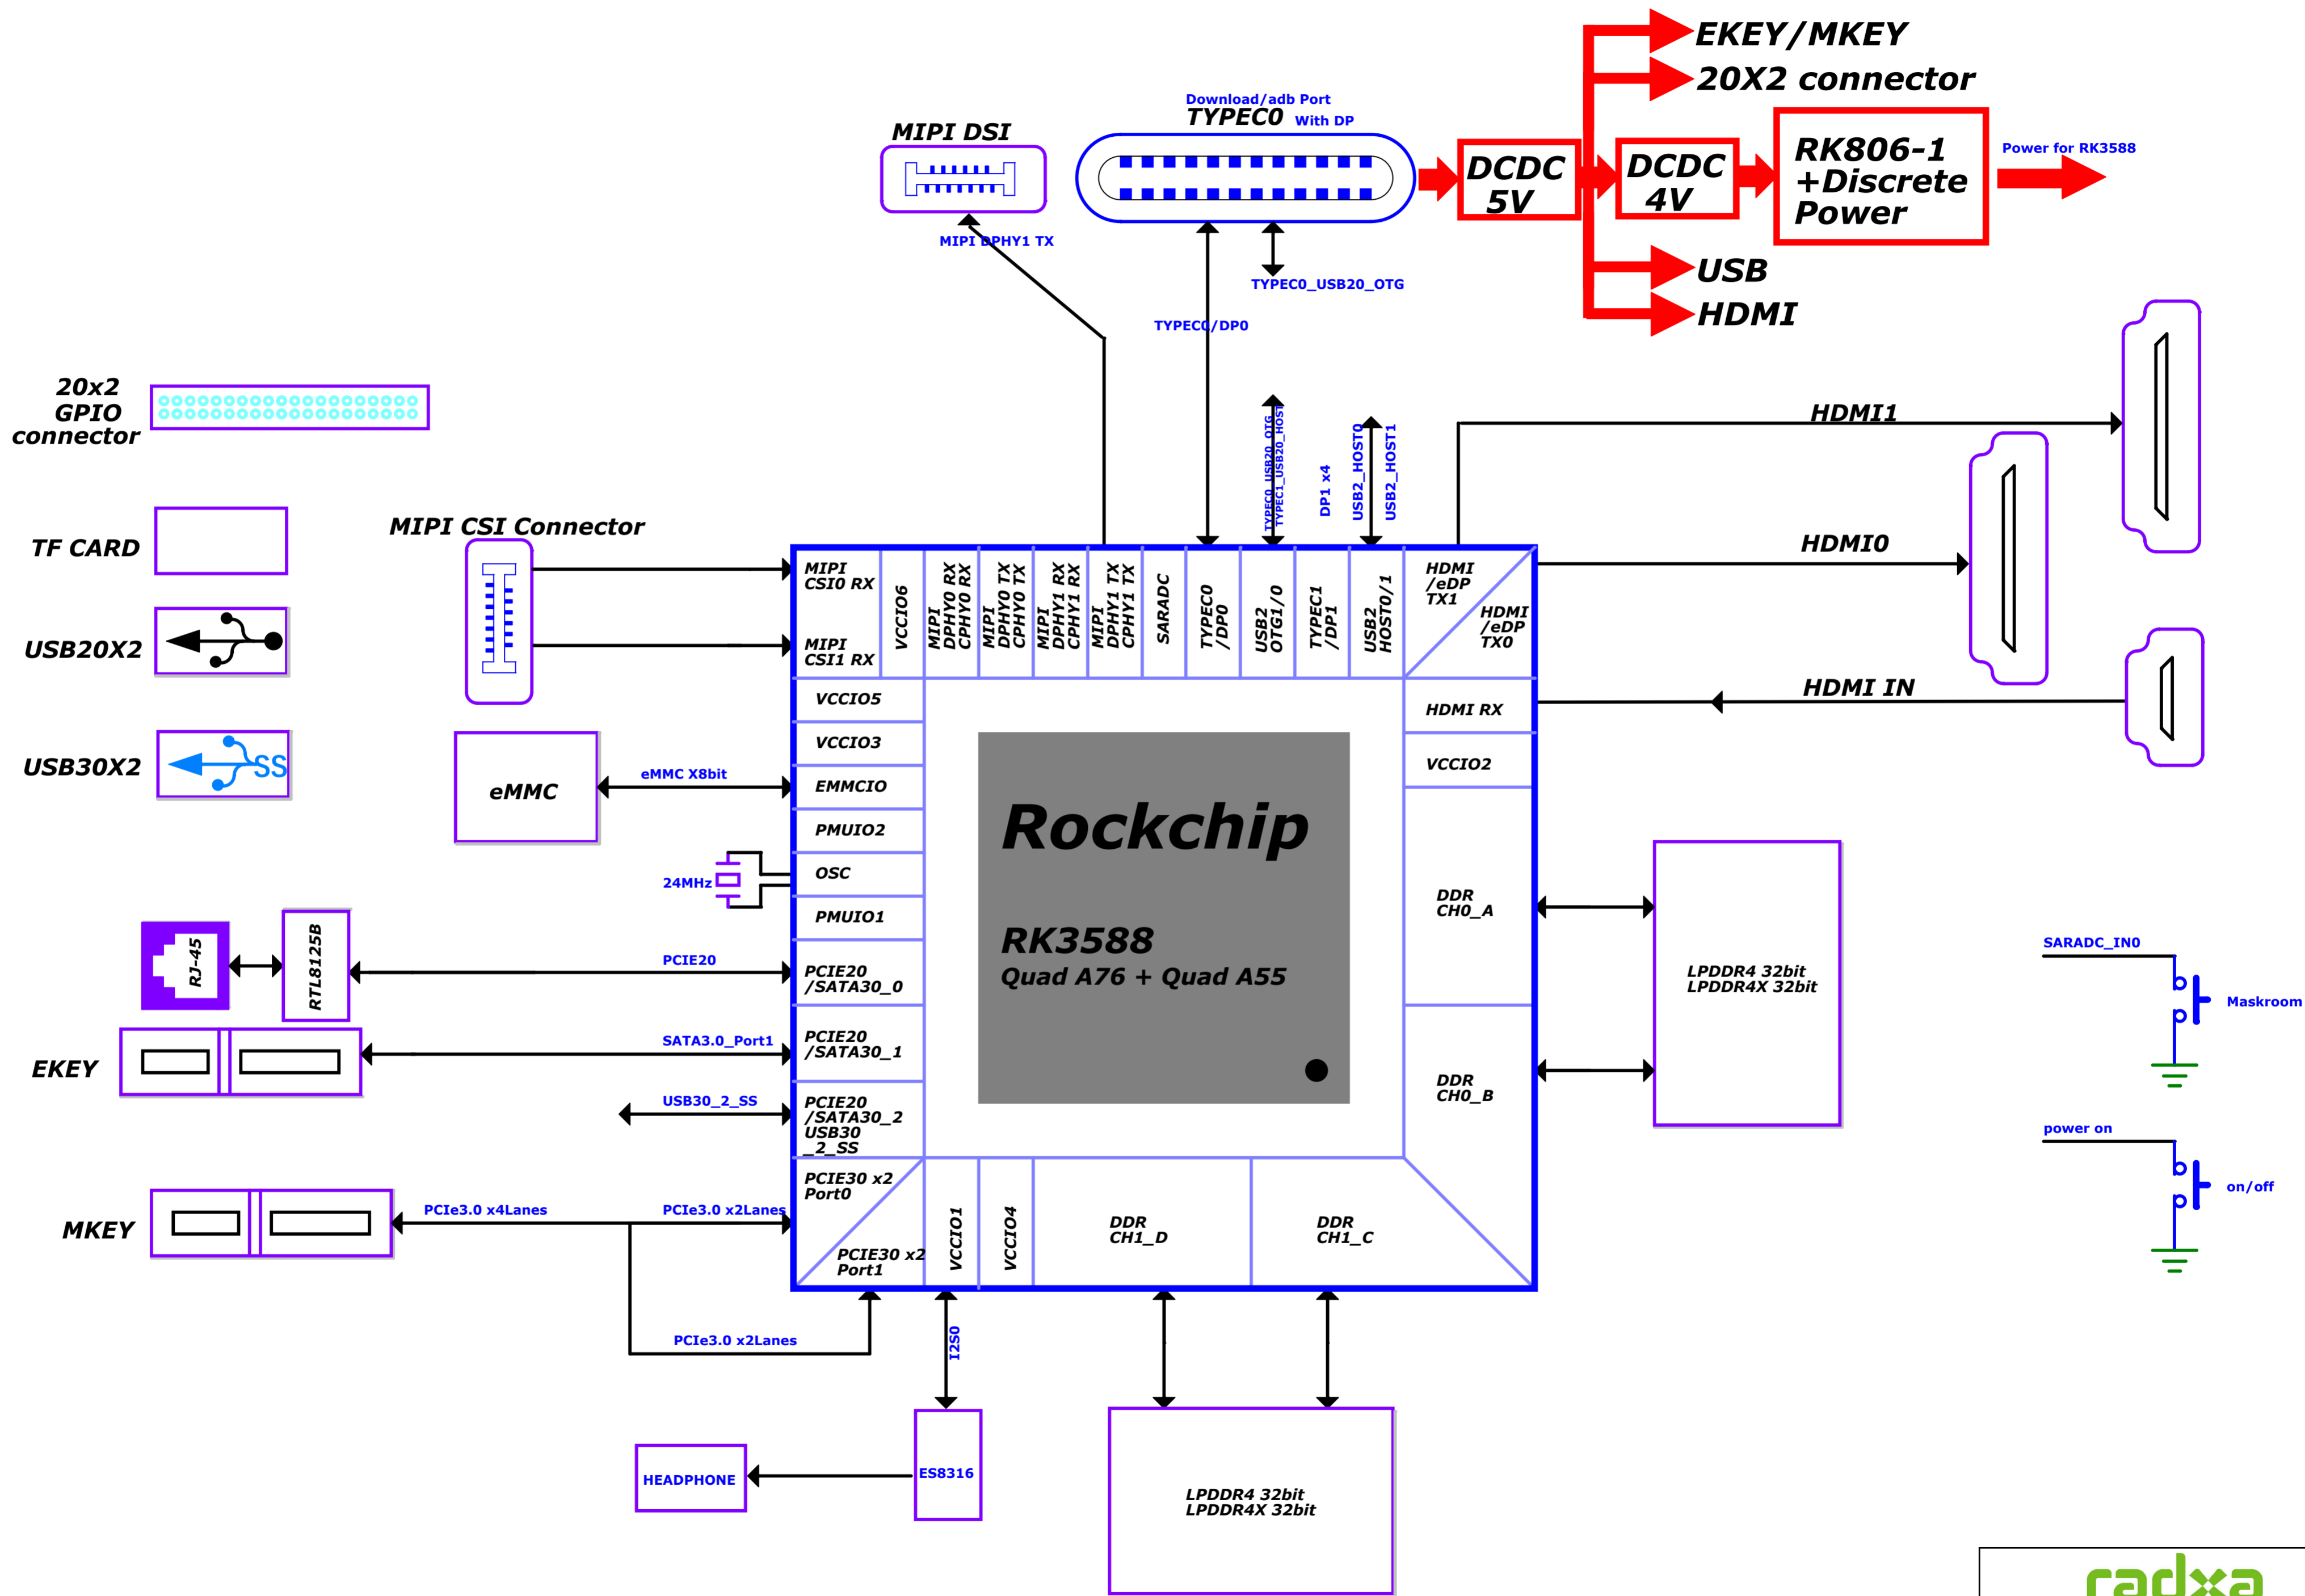 EKEY/MKEY
20X2 connector
Download/adb Port
TYPEC0 With DP
MIPI DSI
DCDC
5V
DCDC
4V
RK806-1
+Discrete
Power
Power for RK3588
MIPI DPHY1 TX
TYPEC0_USB20_OTG
USB
HDMI
TYPEC0/DP0
20x2
GPIO
connector
TYPEC0_USB20_OTG
TYPEC1_USB20_HOST
DP1 x4
USB2_HOST0
USB2_HOST1
HDMI1
HDMI0
HDMI IN
TF CARD
MIPI CSI Connector
USB20X2
USB30X2
SS
MIPI
CSI0 RX
MIPI
CSI1 RX
VCCIO6
MIPI
DPHY0 RX
CPHY0 RX
MIPI
DPHY0 TX
CPHY0 TX
MIPI
DPHY1 RX
CPHY1 RX
MIPI
DPHY1 TX
CPHY1 TX
SARADC
TYPEC0
/DP0
USB2
OTG1/0
TYPEC1
/DP1
USB2
HOST0/1
HDMI
/eDP
TX1
HDMI
/eDP
TX0
VCCIO5
VCCIO3
EMMCIO
PMUIO2
OSC
PMUIO1
HDMI RX
VCCIO2
eMMC
eMMC X8bit
24MHz
Rockchip
RK3588
Quad A76 + Quad A55
DDR
CH0_A
DDR
CH0_B
LPDDR4 32bit
LPDDR4X 32bit
SARADC_IN0
Maskroom
power on
on/off
RJ-45
RTL8125B
PCIE20
PCIE20
/SATA30_0
EKEY
SATA3.0_Port1
PCIE20
/SATA30_1
USB30_2_SS
PCIE20
/SATA30_2
USB30
_2_SS
MKEY
PCIe3.0 x4Lanes
PCIe3.0 x2Lanes
PCIE30 x2
Port0
PCIE30 x2
Port1
VCCIO1
VCCIO4
DDR
CH1_D
DDR
CH1_C
PCIe3.0 x2Lanes
I2S0
HEADPHONE
ES8316
LPDDR4 32bit
LPDDR4X 32bit
radxa